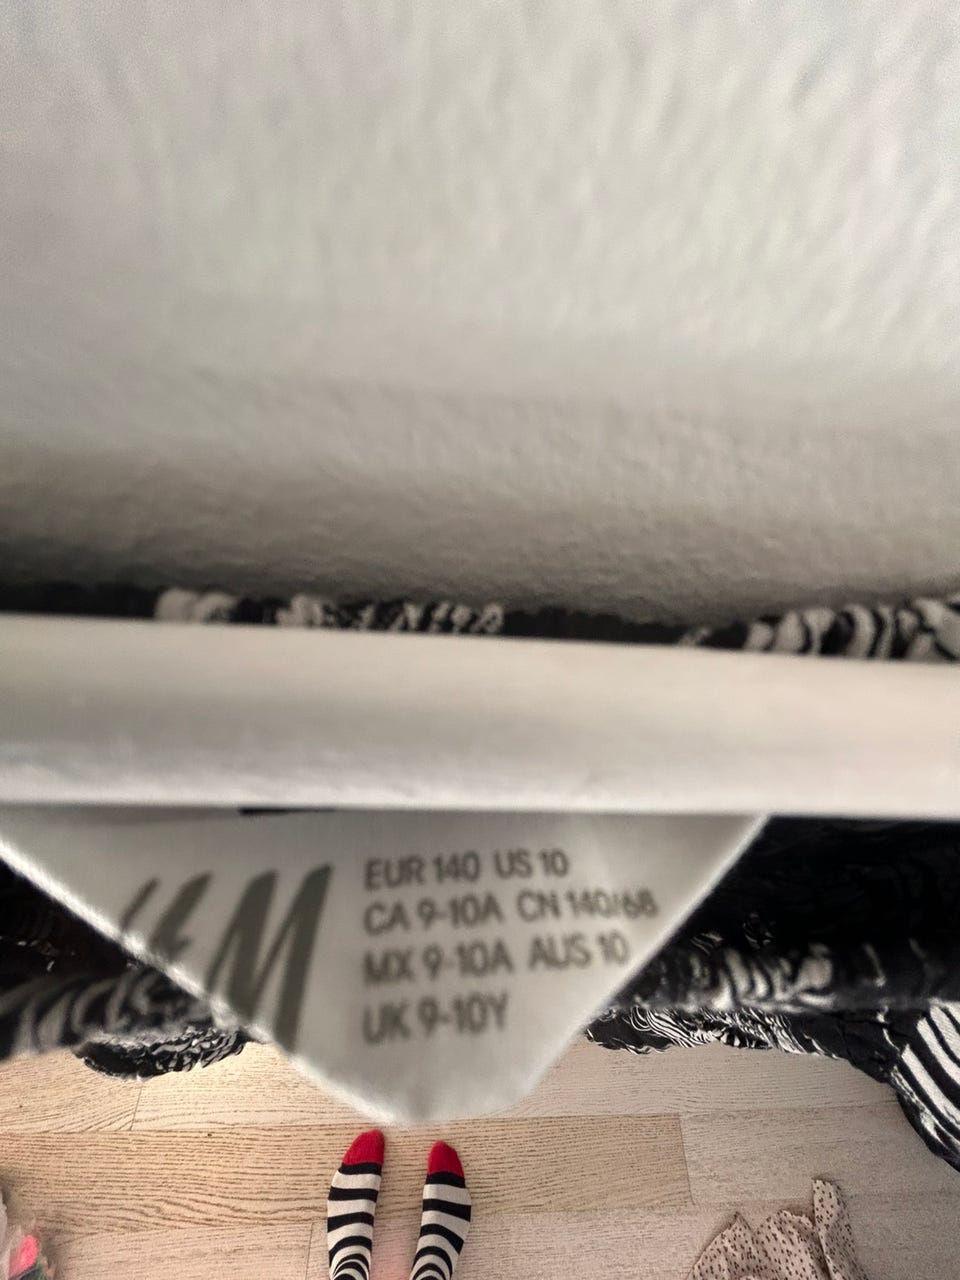 &M
EUR 140 US 10
CA 9-10A CN 140/68
MX 9-10A AUS 10
UK 9-10Y